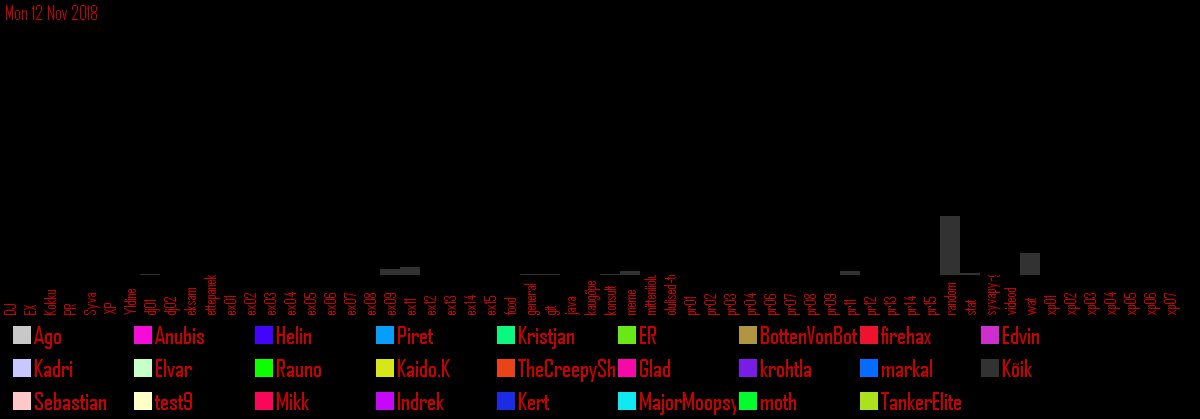 Mon 12 Nov 2018
DJ EX Kokku PR Syva XP Yldine dj01 dj02 eksam ettepanek ex01 ex02 ex03 ex04 ex05 ex06 ex07 ex08 ex09 ex11 ex12 ex13 ex14 ex15 food general git java kaugõpe konsult meme mitteniiolu olulised-t pr01 pr02 pr03 pr04 pr06 pr07 pr08 pr09 pr11 pr12 pr13 pr14 pr15 random stat syvapy-t videod wat xp01 xp02 xp03 xp04 xp05 xp06 xp07
Ago Anubis Helin Piret Kristjan ER BottenVonBot firehax Edvin
Kadri Elvar Rauno Kaido.K TheCreepySh Glad krohtla markal Kõik
Sebastian test9 Mikk Indrek Kert MajorMoopsy moth TankerElite